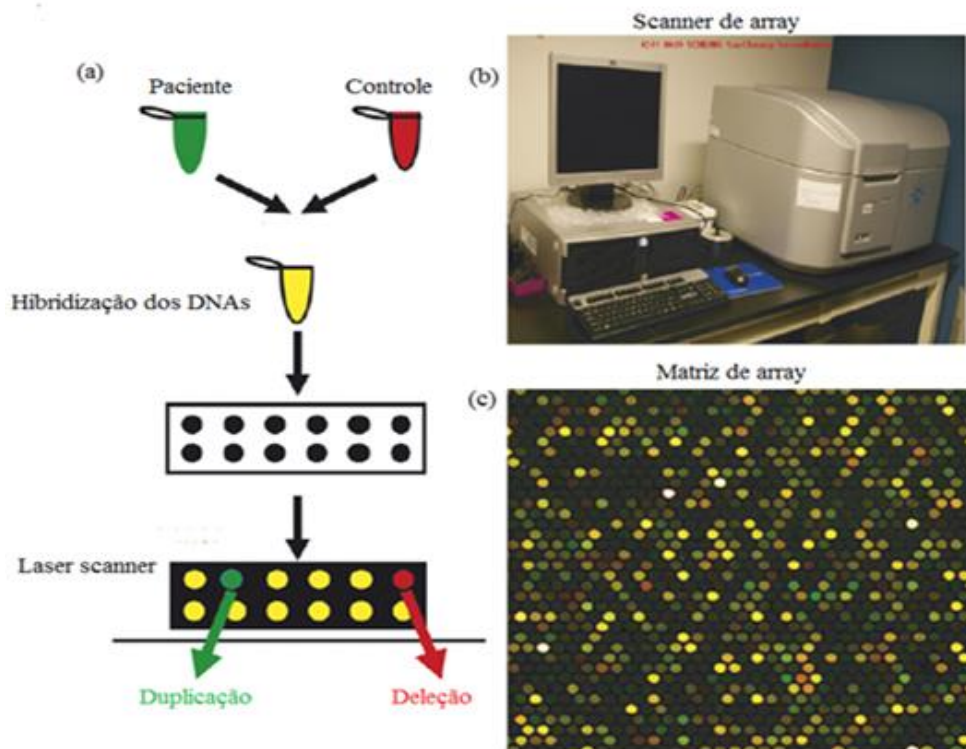 Scanner de array
(a)
(b)
Paciente
Controle
Hibridização dos DNAs
Matriz de array
(c)
Laser scanner
Duplicação
Deleção